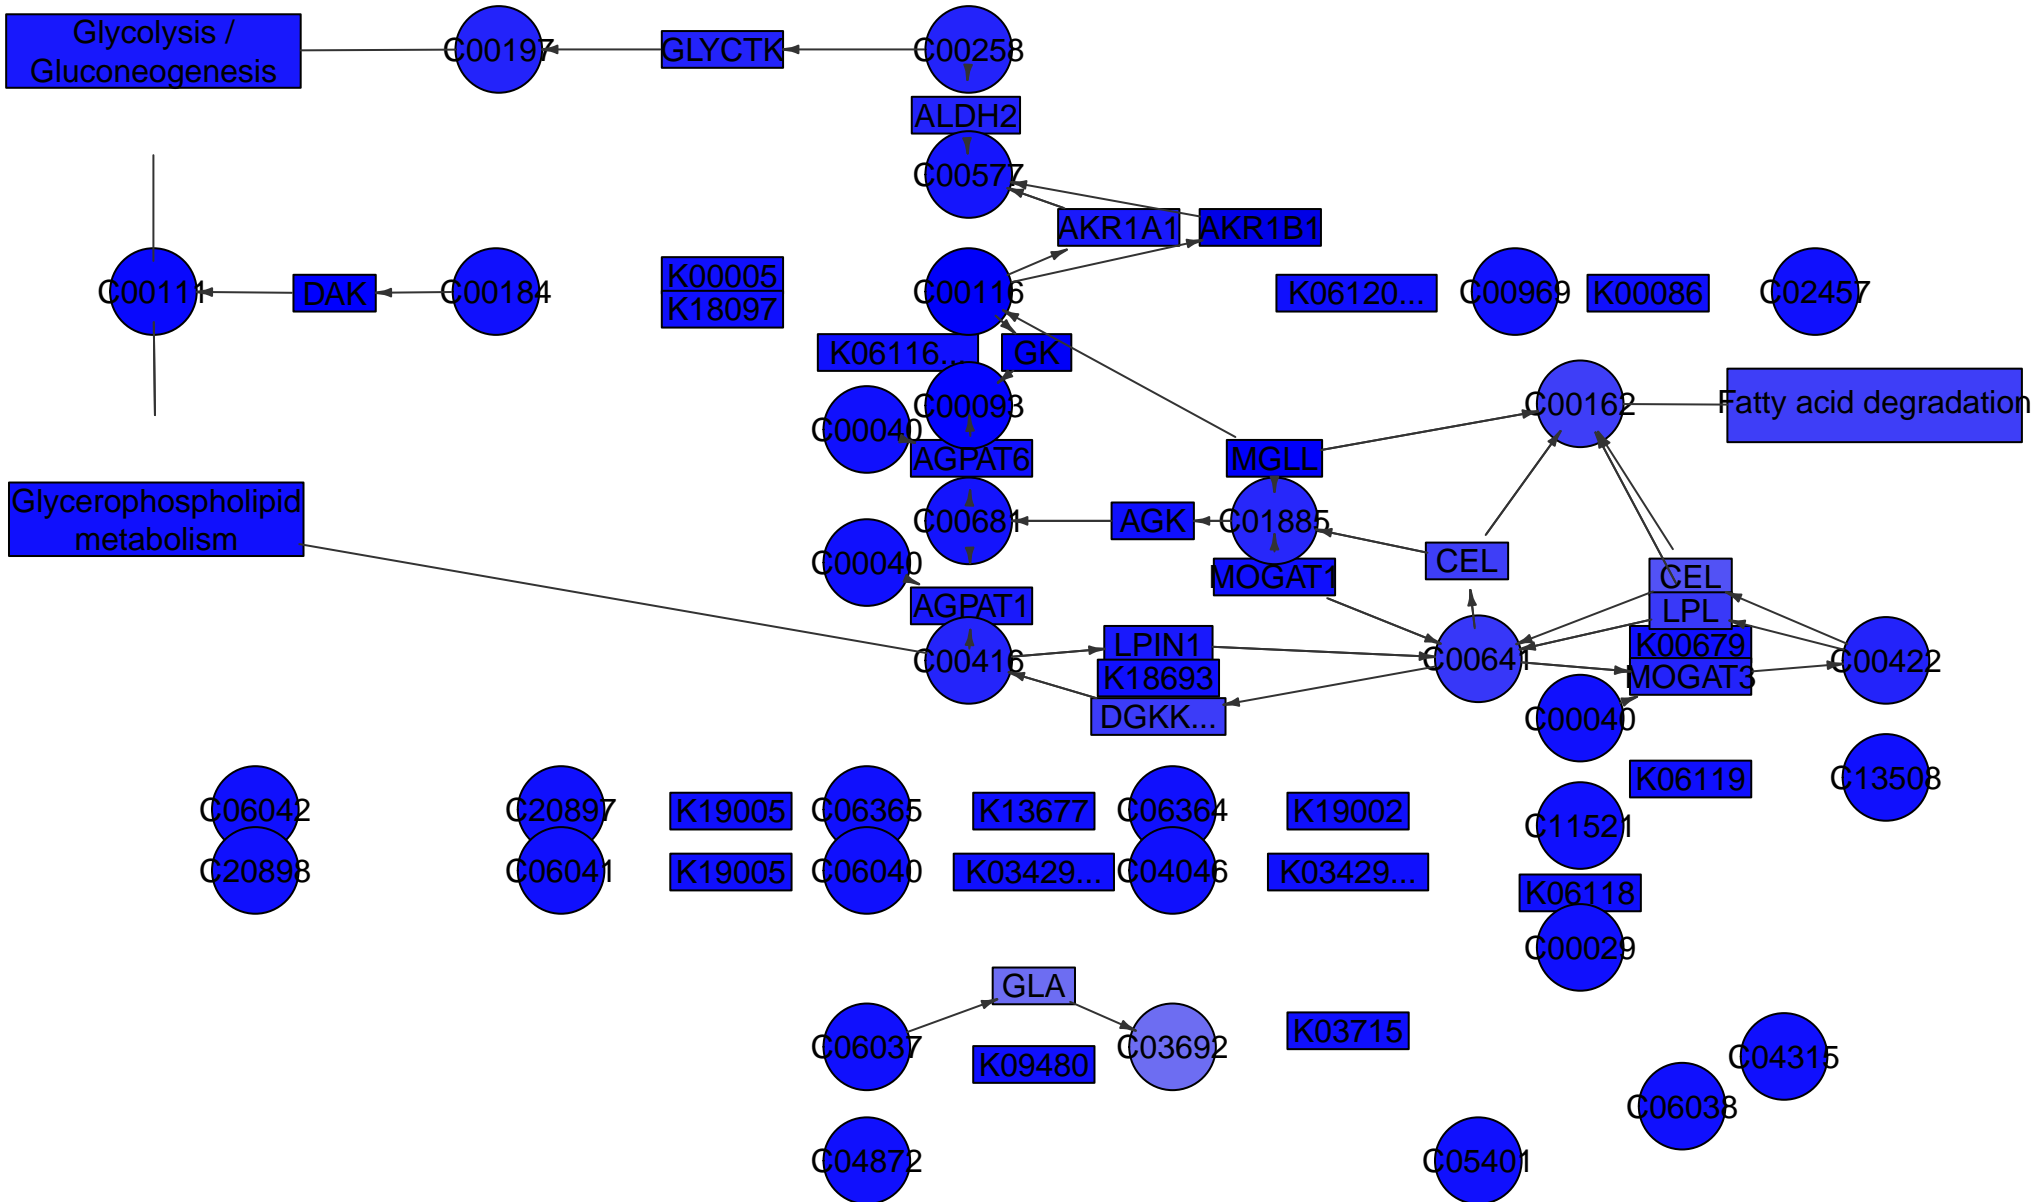 Glycolysis /
Gluconeogenesis
C00197
GLYCTK
C00258
ALDH2
C00577
AKR1A1
AKR1B1
C00111
DAK
C00184
K00005
K18097
C00116
K06120...
C00969
K00086
C02457
K06116...
GK
C00093
C00040
AGPAT6
C00162
Fatty acid degradation
MGLL
Glycerophospholipid
metabolism
C00681
AGK
C01885
C00040
MOGAT1
CEL
CEL
LPL
AGPAT1
C00416
LPIN1
K18693
DGKK...
C00641
K00679
MOGAT3
C00422
C00040
K06119
C13508
C06042
C20897
K19005
C06365
K13677
C06364
K19002
C11521
C20898
C06041
K19005
C06040
K03429...
C04046
K03429...
K06118
C00029
GLA
C06037
K09480
C03692
K03715
C04315
C06038
C04872
C05401